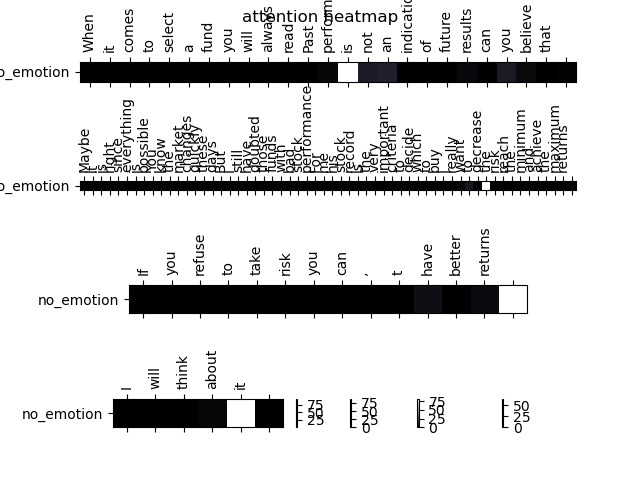 attention heatmap
When it comes to select a fund you will always read Past perform is not an indicatio of future results can you believe that
no_emotion
Maybe it is right since everything is possible you know the market changes quickly these days But I still have doubted those funds with bad stock performance For me his stock record is the very important criteria to decide which to buy I really want to decrease the risk reach the minimum and achieve the maximum returns
no_emotion
If you refuse to take risk you can , t have better returns
no_emotion
I will think about it
no_emotion
75 50 25
75 50 25 0
75 50 25 0
50 25 0